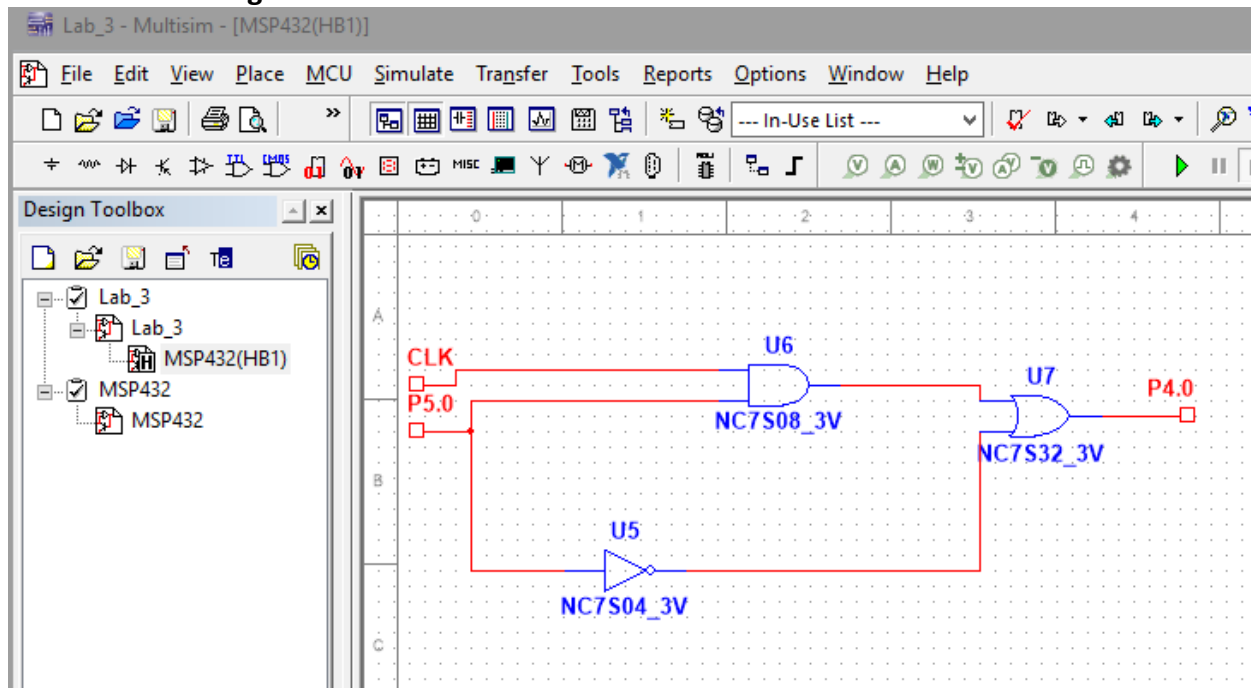 Lab_3 - Multisim - [MSP432(HB1)]
File Edit View Place MCU Simulate Transfer Tools Reports Options Window Help
--- In-Use List ---
MISC
Design Toolbox
Lab_3
Lab_3
MSP432(HB1)
MSP432
MSP432
0 1 2 3 4
A
B
C
CLK
P5.0
U6
NC7S08_3V
U7
NC7S32_3V
P4.0
U5
NC7S04_3V